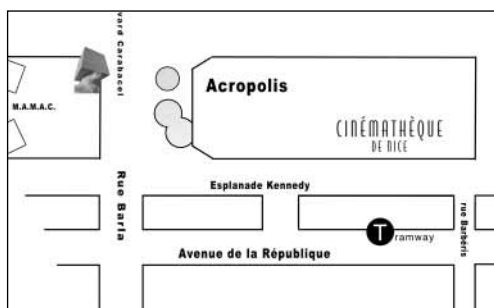 vard Carabacel
Acropolis
M.A.M.A.C.
CINÉMATHÈQUE
DE NICE
Rue Barla
Esplanade Kennedy
rue Barbéris
Tramway
Avenue de la République